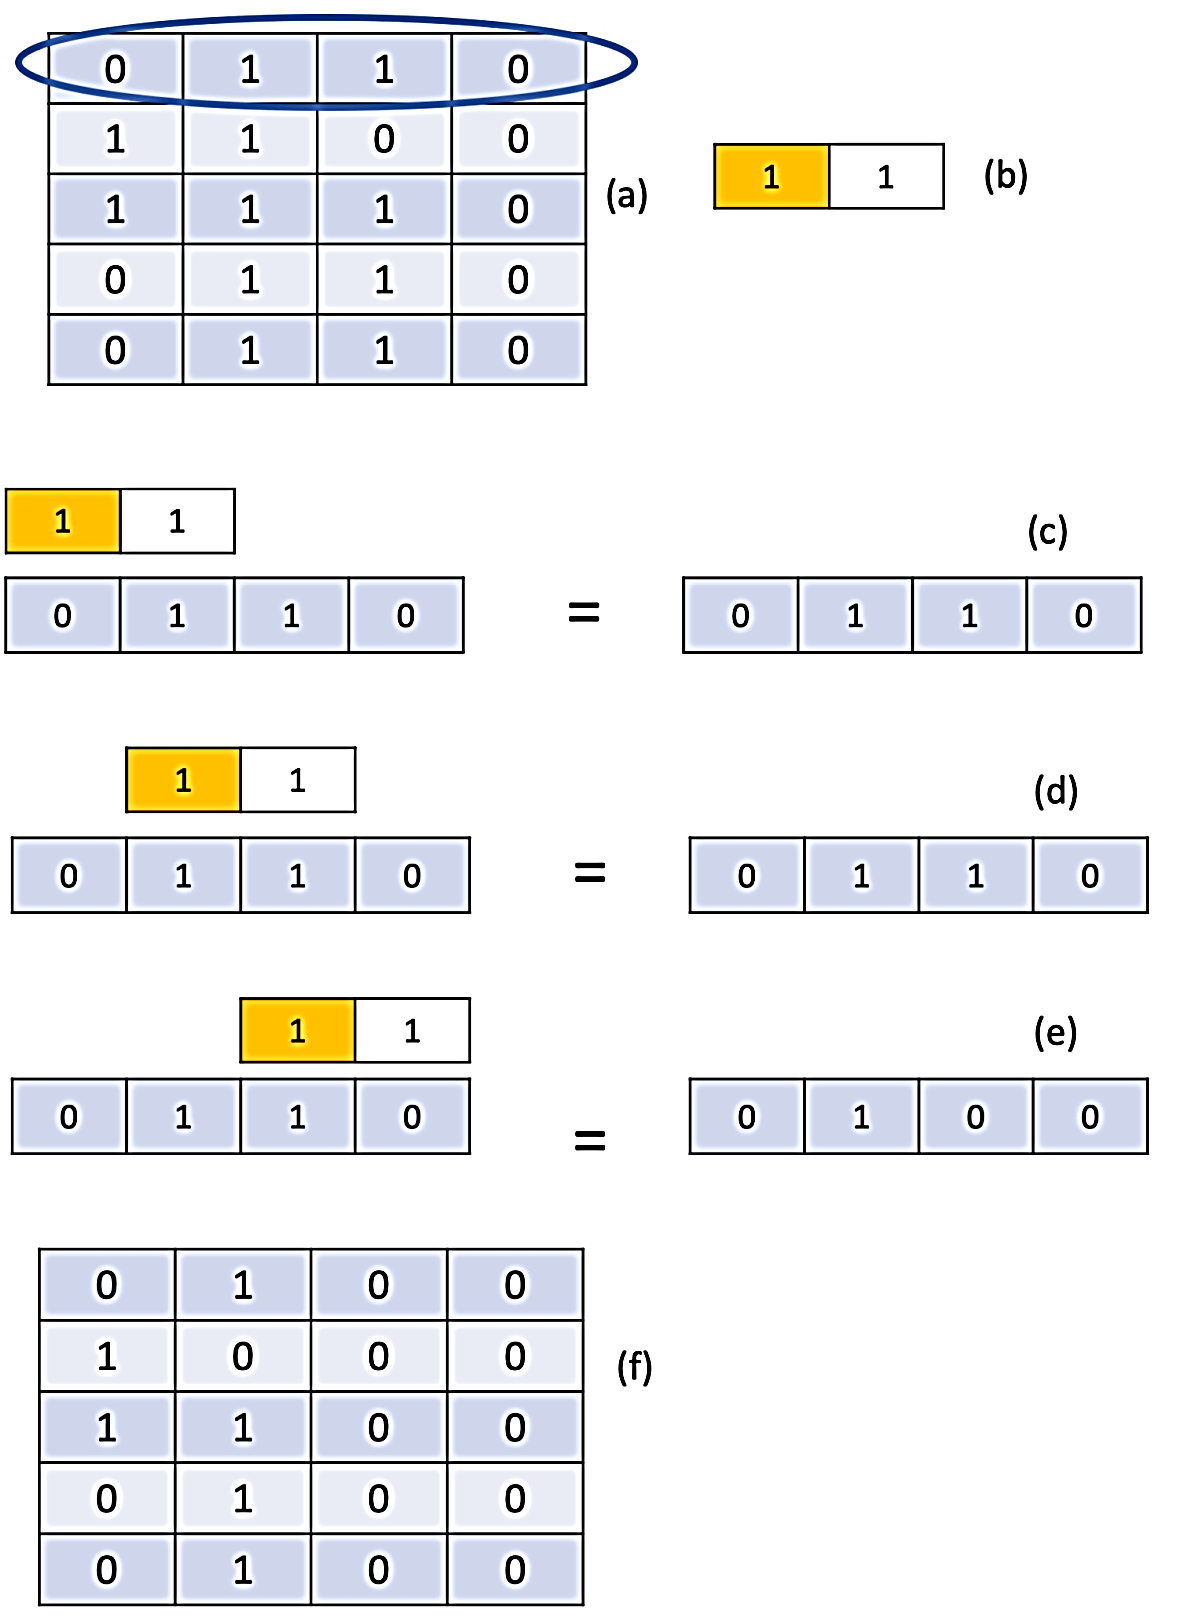 0 1 1 0
1 1 0 0
1 1 (b)
1 1 1 0
(a)
0 1 1 0
0 1 1 0
1 1
(c)
0 1 1 0 = 0 1 1 0
1 1
(d)
0 1 1 0 = 0 1 1 0
1 1
(e)
0 1 1 0 = 0 1 0 0
0 1 0 0
1 0 0 0
(f)
1 1 0 0
0 1 0 0
0 1 0 0